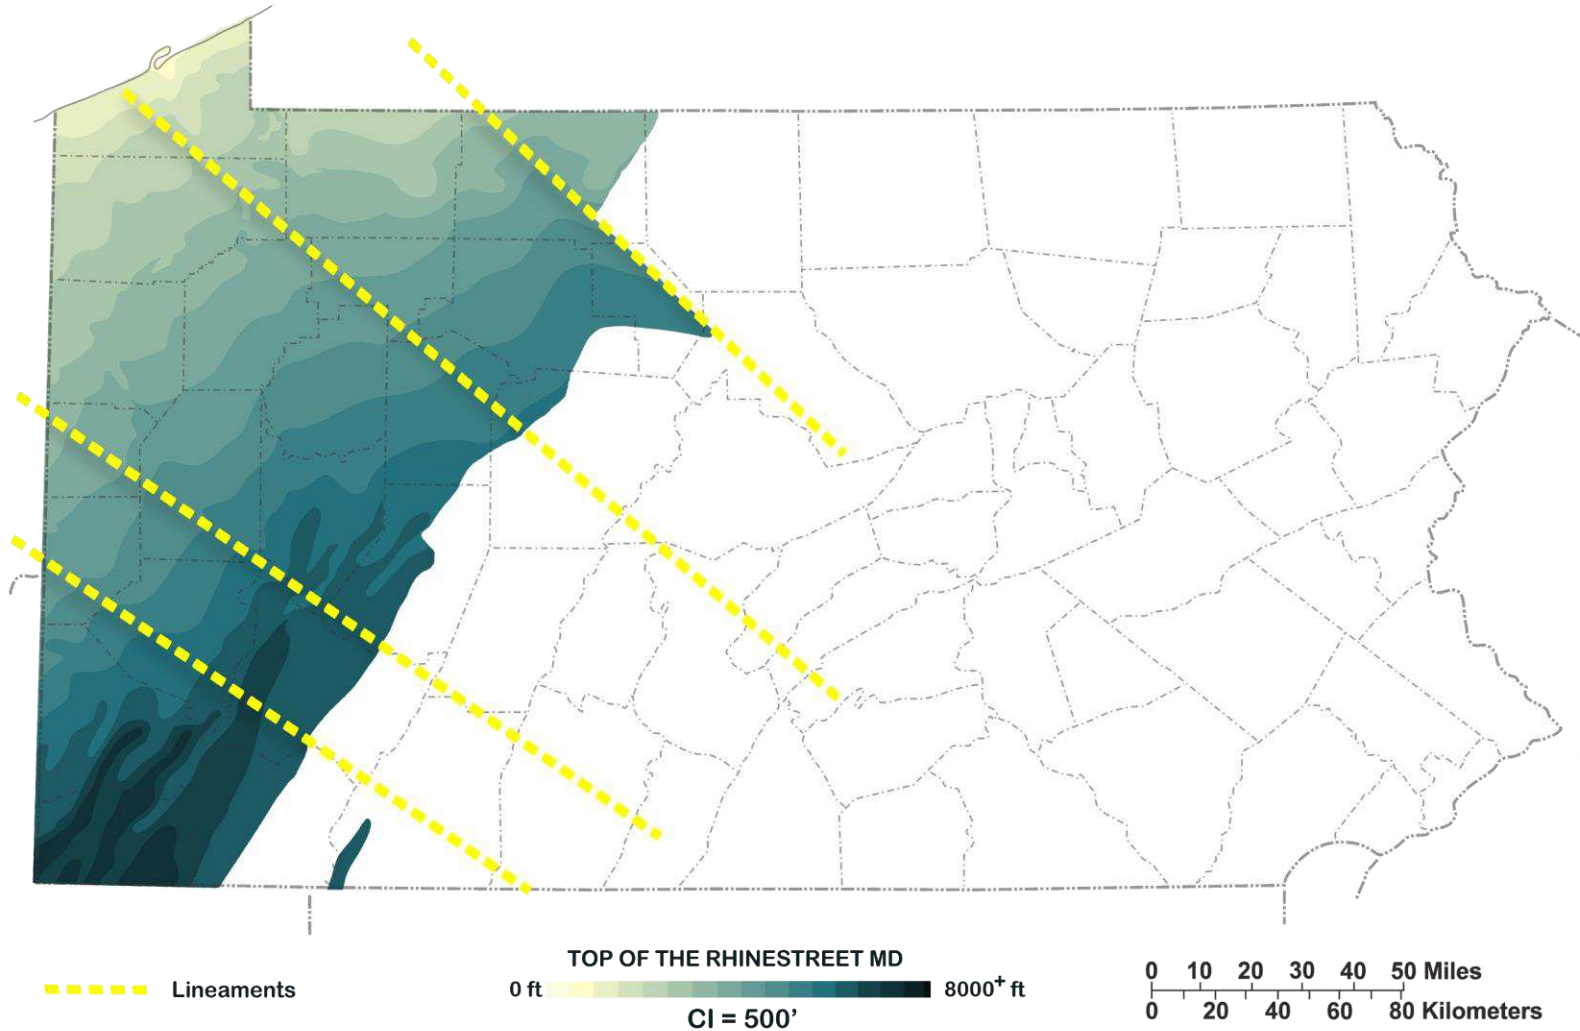 TOP OF THE RHINESTREET MD
Lineaments
0 ft
8000+ ft
CI = 500’
0 10 20 30 40 50 Miles
0 20 40 60 80 Kilometers